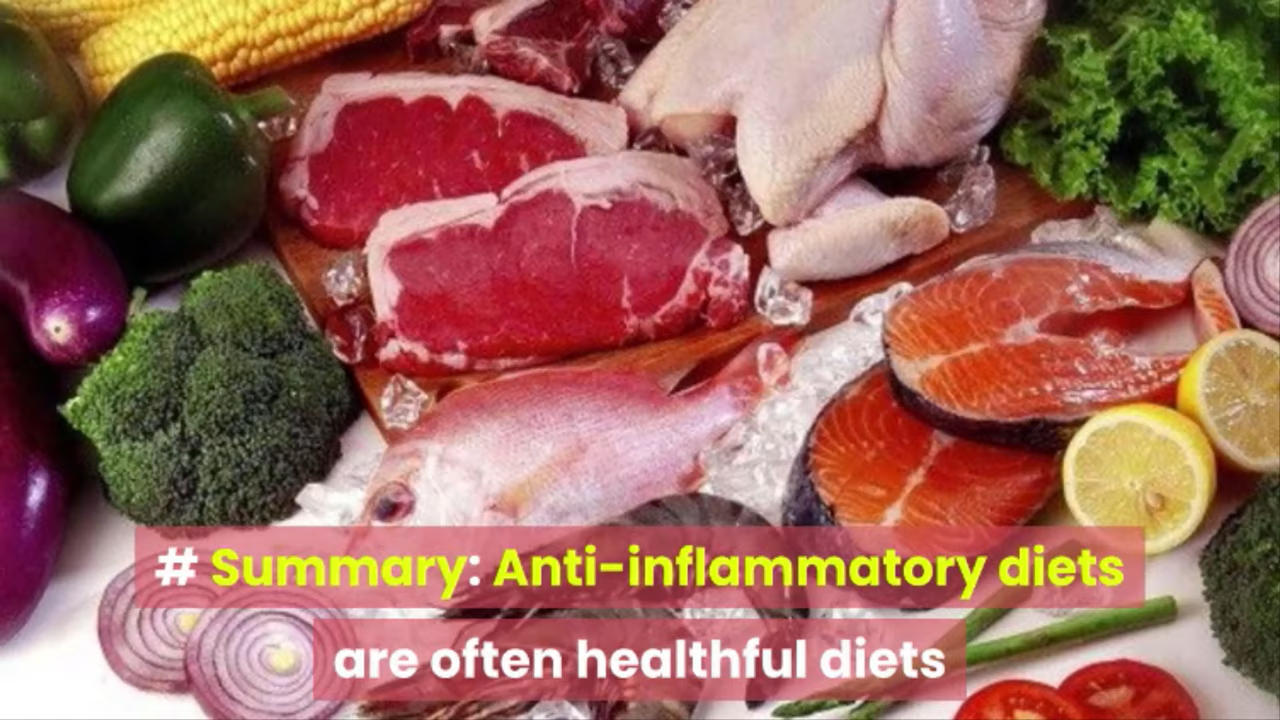 # Summary: Anti-inflammatory diets
are often healthful diets